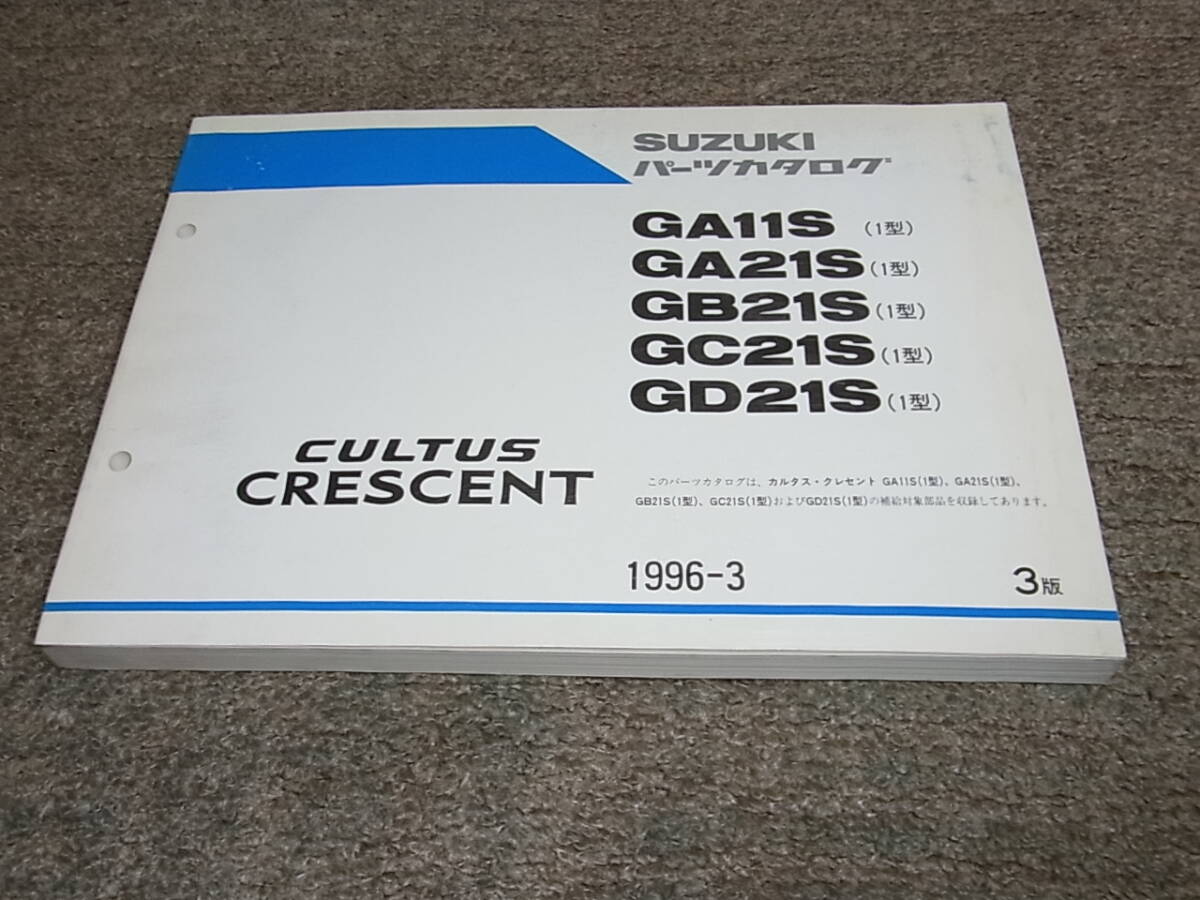 SUZUKI
パーツカタログ
GA11S (1型)
GA21S(1型)
GB21S(1型)
GC21S(1型)
GD21S(1型)
CULTUS
CRESCENT
このパーツカタログは、カルタス・クレセント GA11S(1型)、GA21S(1型)、
GB21S(1型)、GC21S(1型)およびGD21S(1型)の補給対象部品を収録してあります。
1996-3
3版